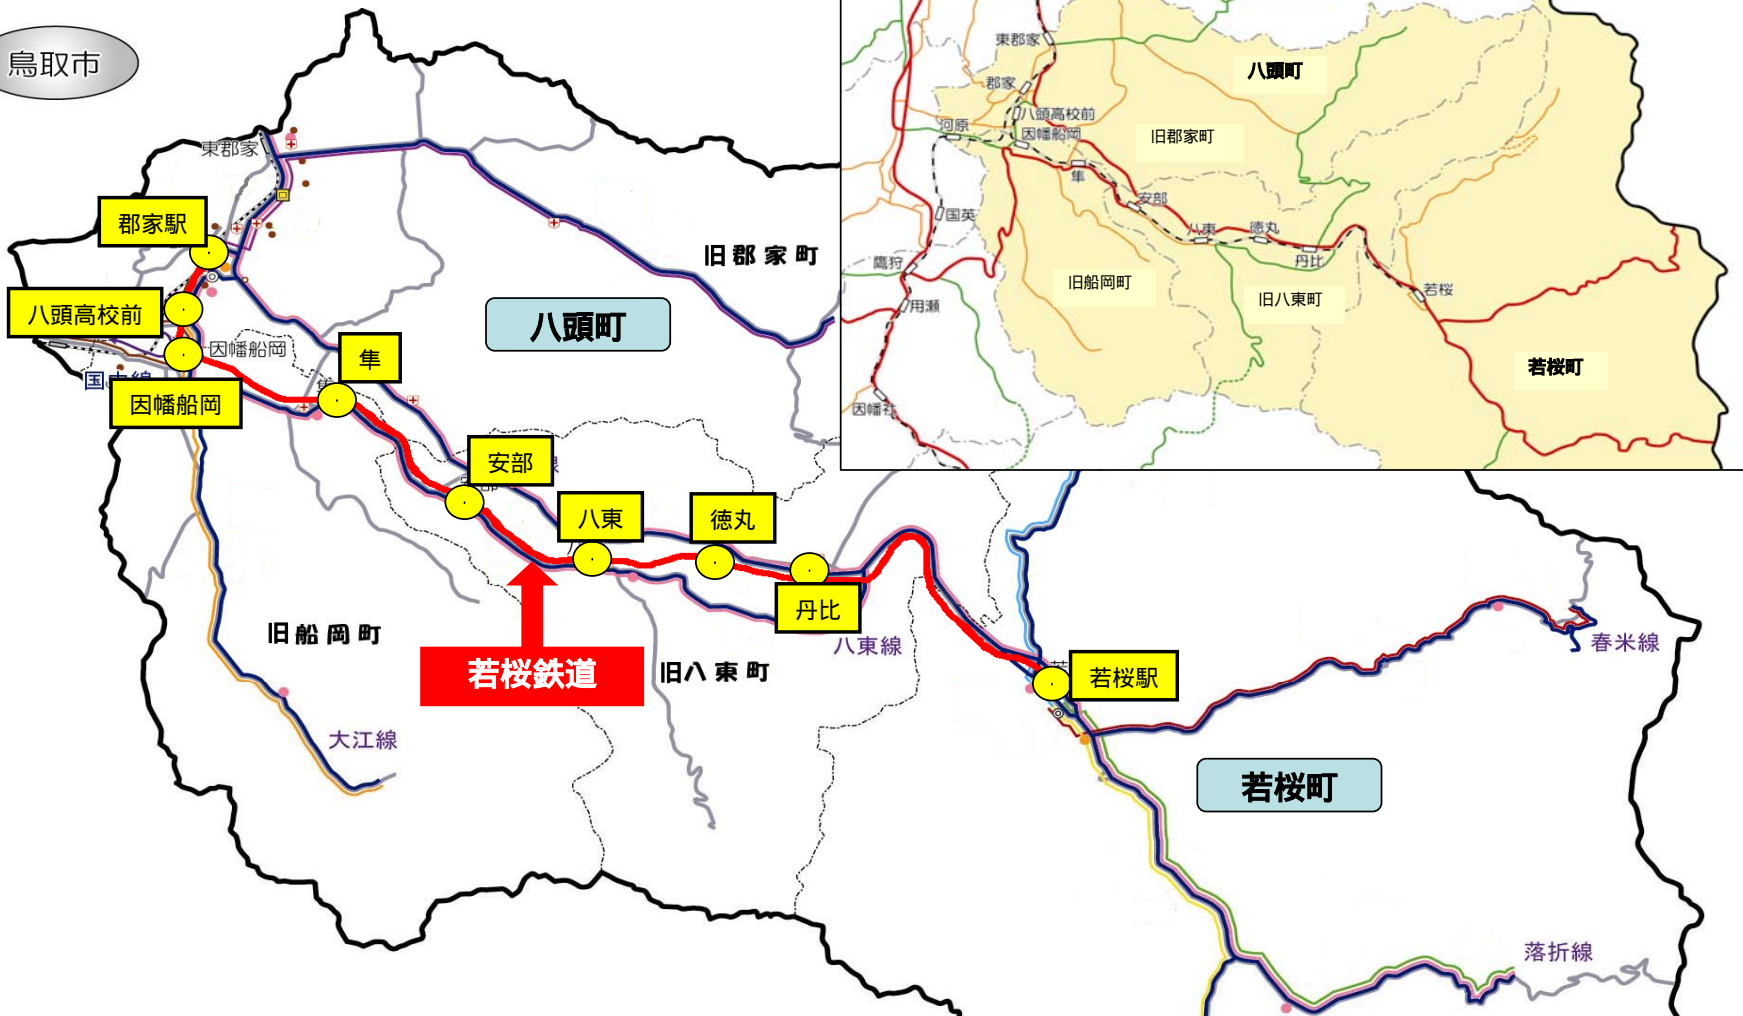 鳥取市
東郡家
郡家駅
八頭高校前
因幡船岡
因幡船岡
隼
旧郡家町
八頭町
安部
八東
徳丸
丹比
八東線
旧船岡町
若桜鉄道
旧八東町
大江線
若桜駅
春米線
若桜町
落折線
東郡家
郡家
八頭高校前
河原
因幡船岡
八頭町
旧郡家町
隼
安部
国英
八東
徳丸
丹比
鷹狩
用瀬
旧船岡町
旧八東町
若桜
若桜町
因幡社